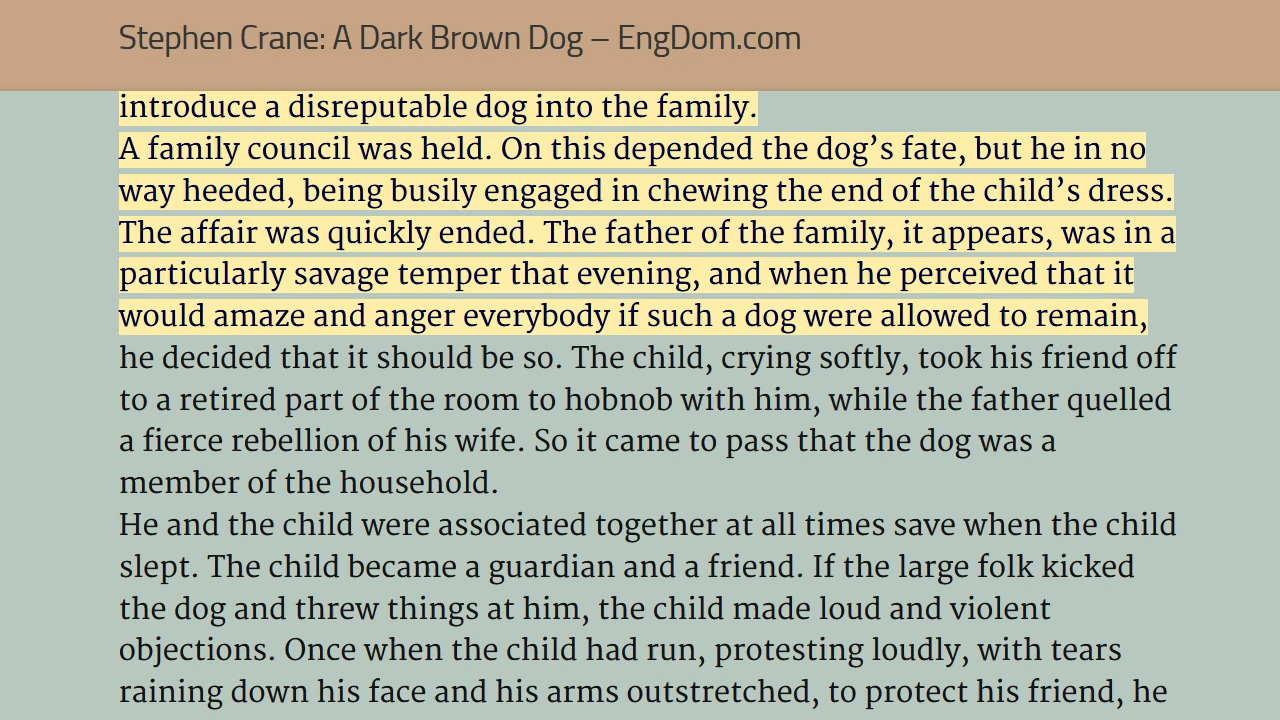 Stephen Crane: A Dark Brown Dog – EngDom.com
introduce a disreputable dog into the family.
A family council was held. On this depended the dog’s fate, but he in no
way heeded, being busily engaged in chewing the end of the child’s dress.
The affair was quickly ended. The father of the family, it appears, was in a
particularly savage temper that evening, and when he perceived that it
would amaze and anger everybody if such a dog were allowed to remain,
he decided that it should be so. The child, crying softly, took his friend off
to a retired part of the room to hobnob with him, while the father quelled
a fierce rebellion of his wife. So it came to pass that the dog was a
member of the household.
He and the child were associated together at all times save when the child
slept. The child became a guardian and a friend. If the large folk kicked
the dog and threw things at him, the child made loud and violent
objections. Once when the child had run, protesting loudly, with tears
raining down his face and his arms outstretched, to protect his friend, he